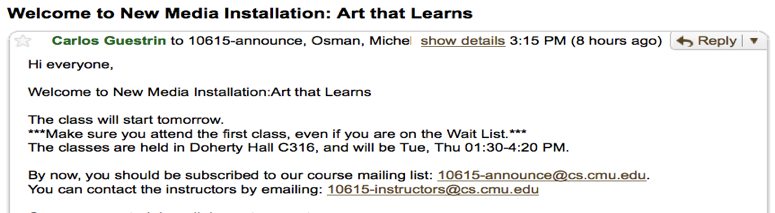 Welcome to New Media Installation: Art that Learns
Carlos Guestrin to 10615-announce, Osman, Michel show details 3:15 PM (8 hours ago) Reply
Hi everyone,
Welcome to New Media Installation:Art that Learns
The class will start tomorrow.
***Make sure you attend the first class, even if you are on the Wait List.***
The classes are held in Doherty Hall C316, and will be Tue, Thu 01:30-4:20 PM.
By now, you should be subscribed to our course mailing list: 10615-announce@cs.cmu.edu.
You can contact the instructors by emailing: 10615-instructors@cs.cmu.edu